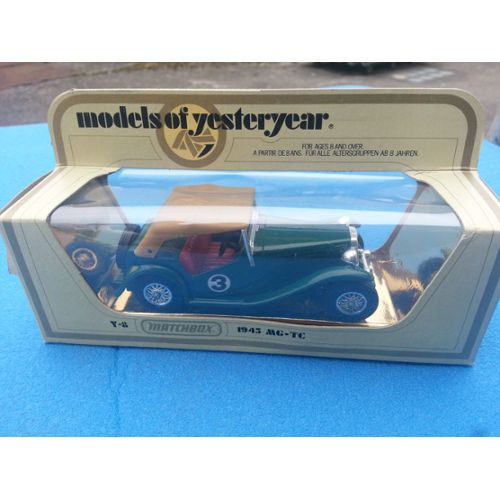 models of yesteryear®
FOR AGES 8 AND OVER.
A PARTIR DE 8 ANS. FÜR ALLE ALTERSGRUPPEN AB 8 JAHREN.
3
Y-8 MATCHBOX 1945 MG-TC